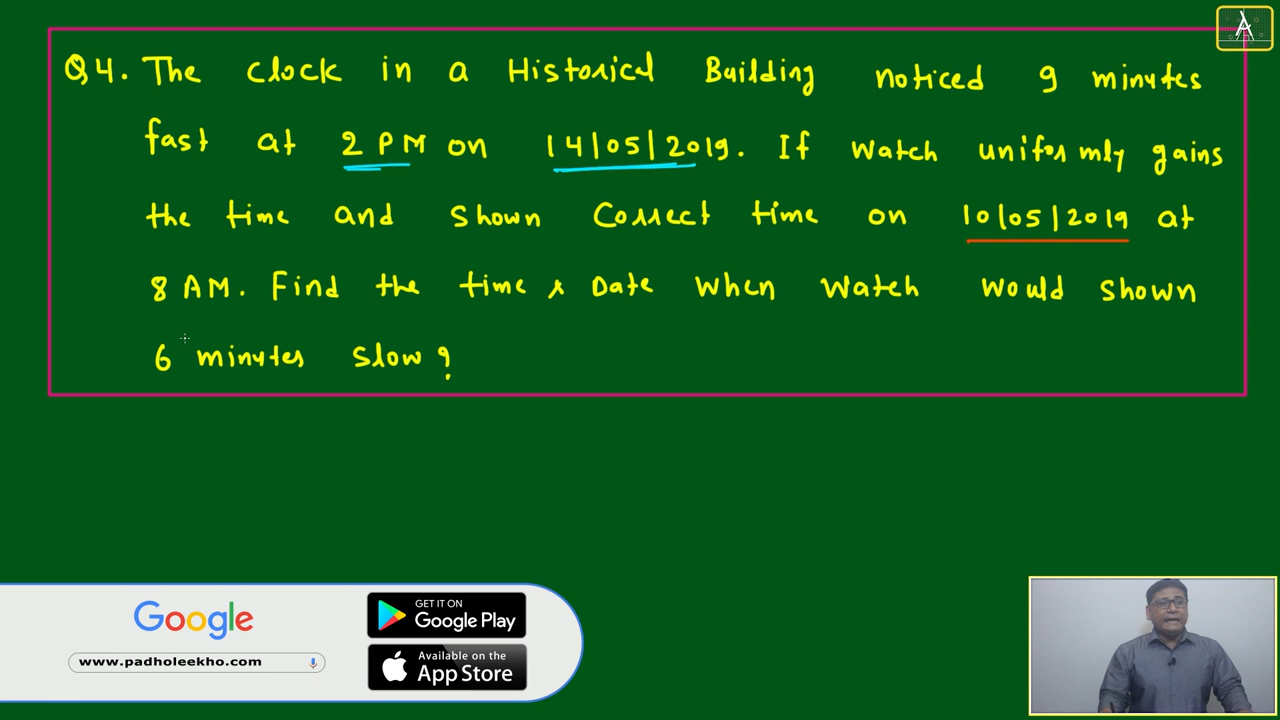 Q4. The clock in a Historical Building noticed 9 minutes
fast at 2 PM on 14/05/2019. If watch uniformly gains
the time and shown correct time on 10/05/2019 at
8 AM. Find the time & Date when watch would shown
6 minutes slow?
Google
www.padholeekho.com
GET IT ON
Google Play
Available on the
App Store